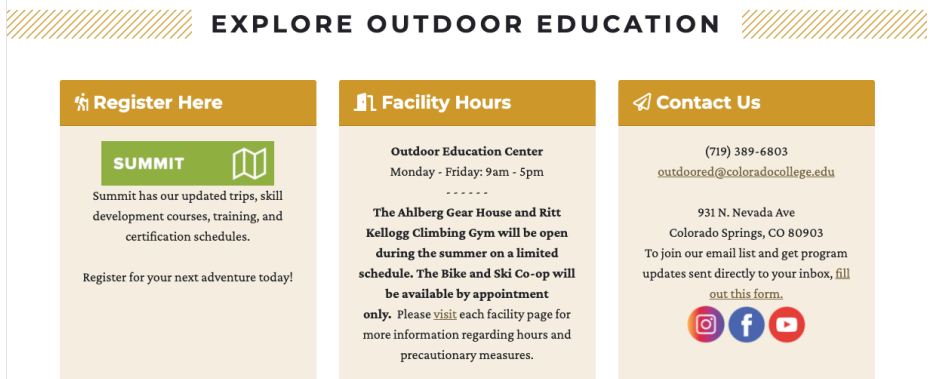 EXPLORE OUTDOOR EDUCATION
Register Here
SUMMIT
Summit has our updated trips, skill
development courses, training, and
certification schedules.
Register for your next adventure today!
Facility Hours
Outdoor Education Center
Monday - Friday: 9am - 5pm
- - - - - -
The Ahlberg Gear House and Ritt
Kellogg Climbing Gym will be open
during the summer on a limited
schedule. The Bike and Ski Co-op will
be available by appointment
only. Please visit each facility page for
more information regarding hours and
precautionary measures.
Contact Us
(719) 389-6803
outdoored@coloradocollege.edu
931 N. Nevada Ave
Colorado Springs, CO 80903
To join our email list and get program
updates sent directly to your inbox, fill
out this form.